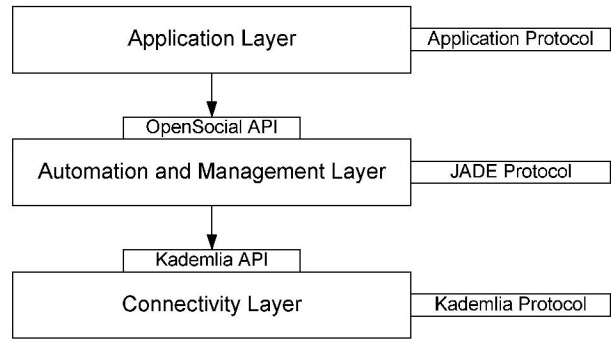 Application Layer
Application Protocol
OpenSocial API
Automation and Management Layer
JADE Protocol
Kademlia API
Connectivity Layer
Kademlia Protocol